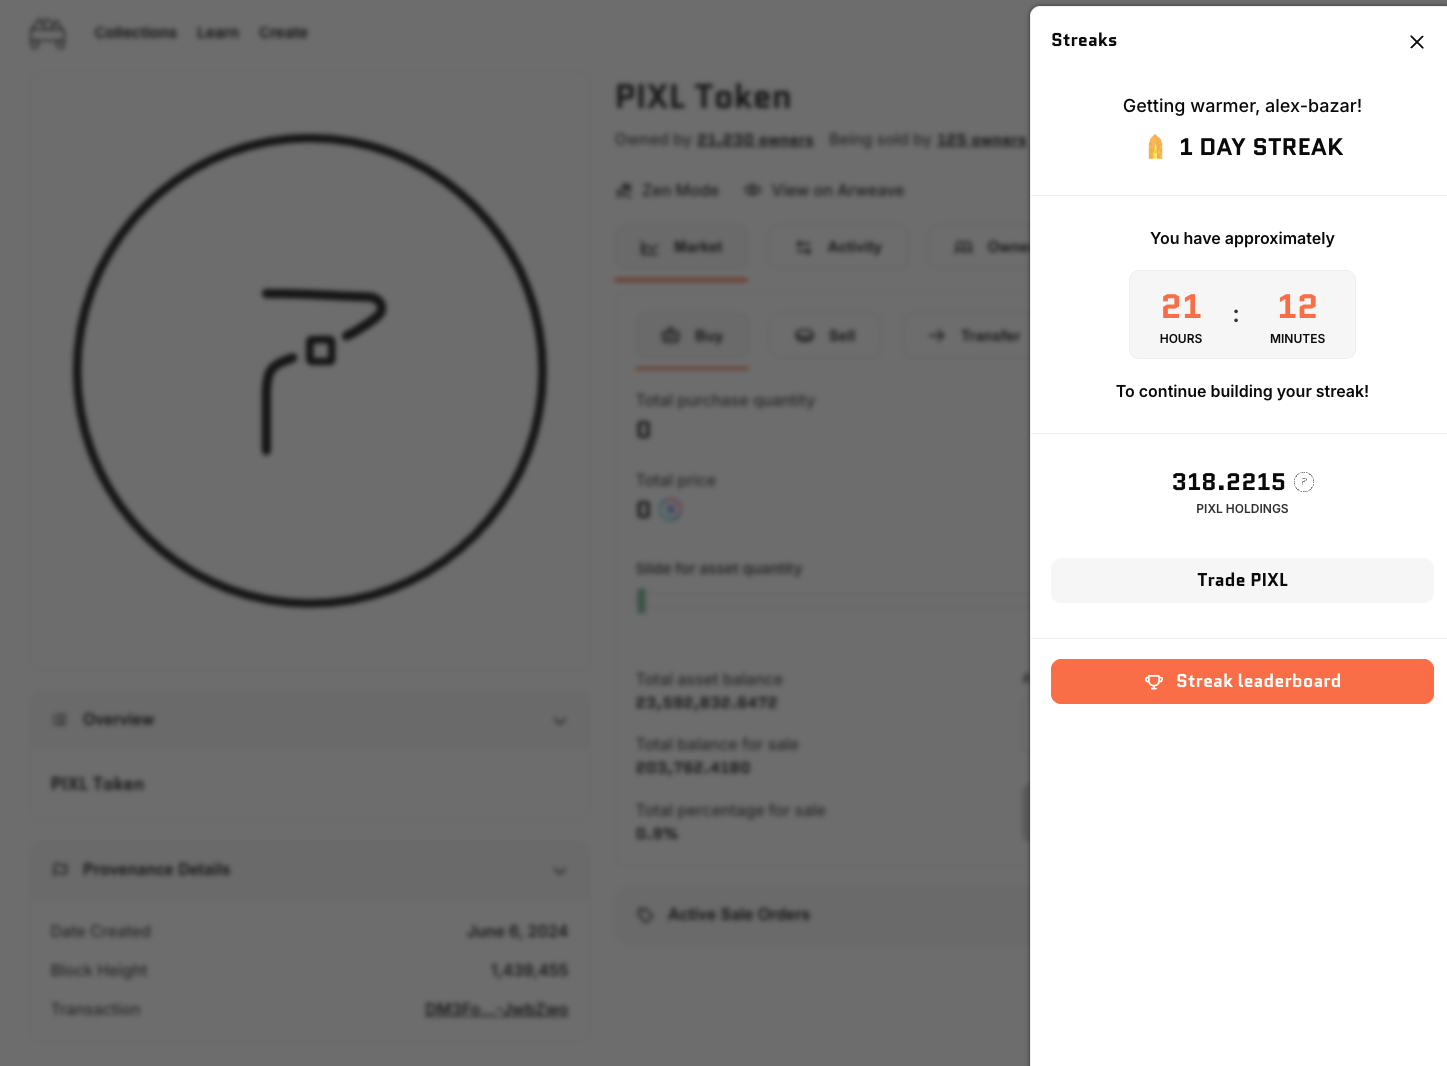 Collections Learn Create
PIXL Token
Owned by 21,230 owners Being sold by 125 owners
Zen Mode View on Arweave
Market Activity
Buy Sell Transfer
Total purchase quantity
0
Total price
0
Slide for asset quantity
Total asset balance
23,592,832.6472
Total balance for sale
203,762.4180
Total percentage for sale
0.9%
Active Sale Orders
Overview
PIXL Token
Provenance Details
Date Created June 6, 2024
Block Height 1,439,455
Transaction DM3Fo...-JwbZwo
Streaks
Getting warmer, alex-bazar!
1 DAY STREAK
You have approximately
21 : 12
HOURS MINUTES
To continue building your streak!
318.2215
PIXL HOLDINGS
Trade PIXL
Streak leaderboard